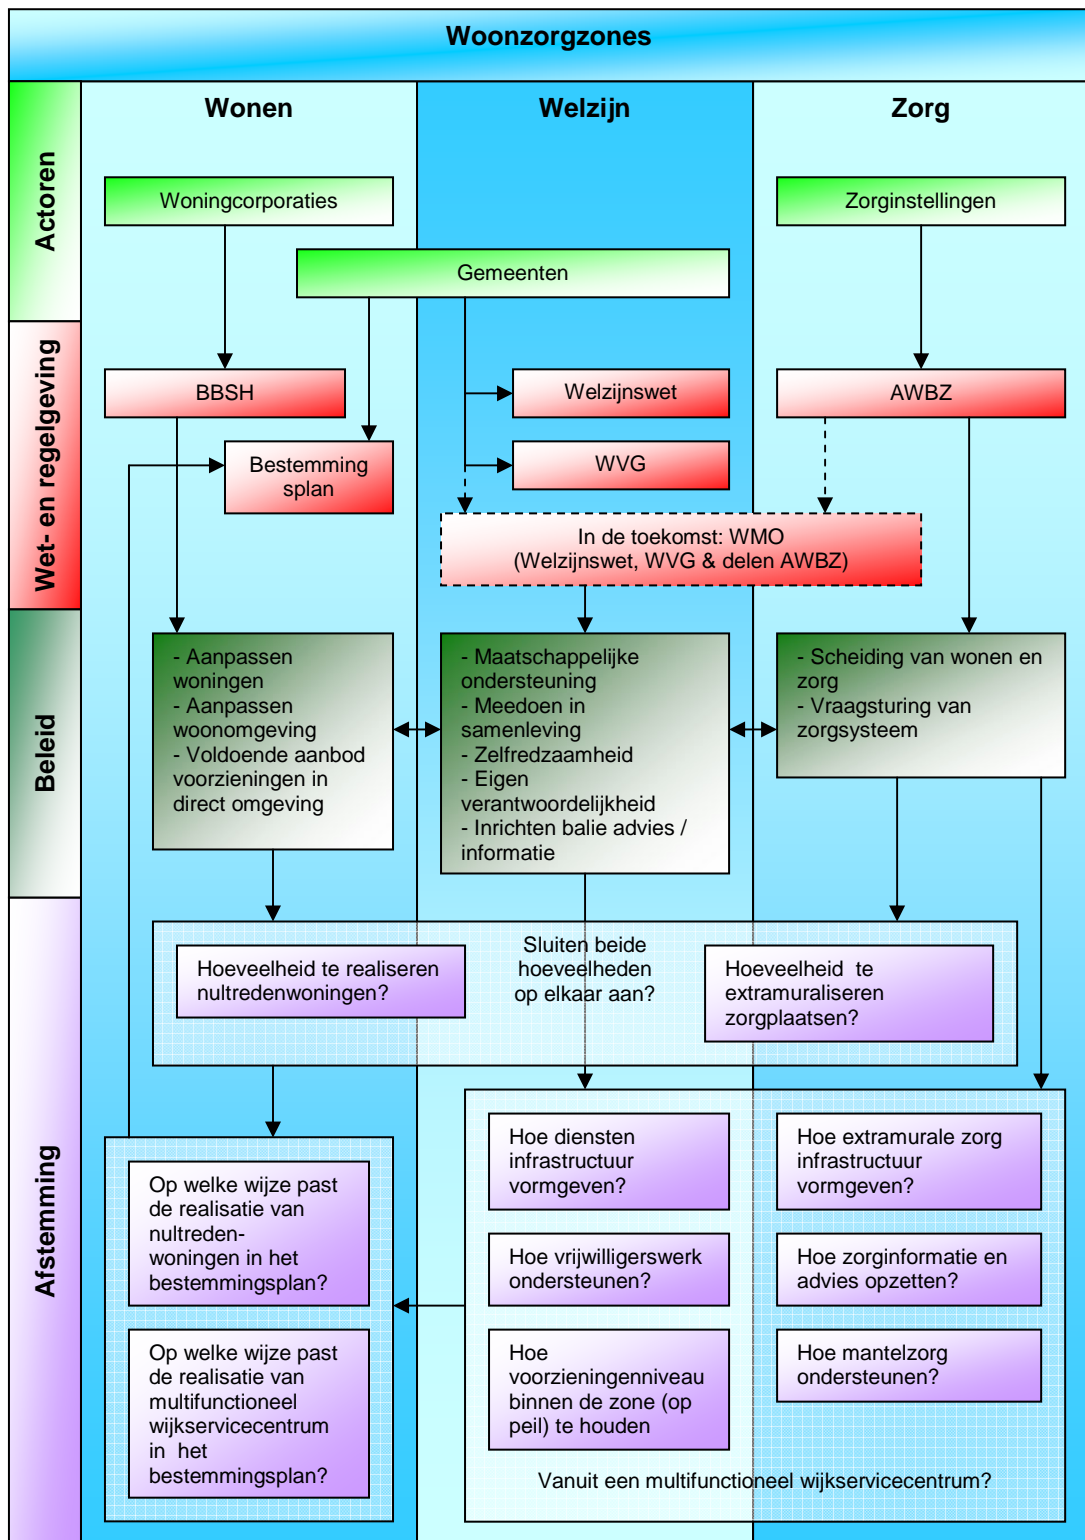 Woonzorgzones
Wonen
Welzijn
Zorg
Actoren
Woningcorporaties
Zorginstellingen
Gemeenten
Wet- en regelgeving
BBSH
Welzijnswet
AWBZ
Bestemming
splan
WVG
In de toekomst: WMO
(Welzijnswet, WVG & delen AWBZ)
Beleid
- Aanpassen
woningen
- Aanpassen
woonomgeving
- Voldoende aanbod
voorzieningen in
direct omgeving
- Maatschappelijke
ondersteuning
- Meedoen in
samenleving
- Zelfredzaamheid
- Eigen
verantwoordelijkheid
- Inrichten balie advies /
informatie
- Scheiding van wonen en
zorg
- Vraagsturing van
zorgsysteem
Afstemming
Hoeveelheid te realiseren
nultredenwoningen?
Sluiten beide
hoeveelheden
op elkaar aan?
Hoeveelheid te
extramuraliseren
zorgplaatsen?
Op welke wijze past
de realisatie van
nultreden-
woningen in het
bestemmingsplan?
Op welke wijze past
de realisatie van
multifunctioneel
wijkservicecentrum
in het
bestemmingsplan?
Hoe diensten
infrastructuur
vormgeven?
Hoe extramurale zorg
infrastructuur
vormgeven?
Hoe vrijwilligerswerk
ondersteunen?
Hoe zorginformatie en
advies opzetten?
Hoe
voorzieningenniveau
binnen de zone (op
peil) te houden
Hoe mantelzorg
ondersteunen?
Vanuit een multifunctioneel wijkservicecentrum?